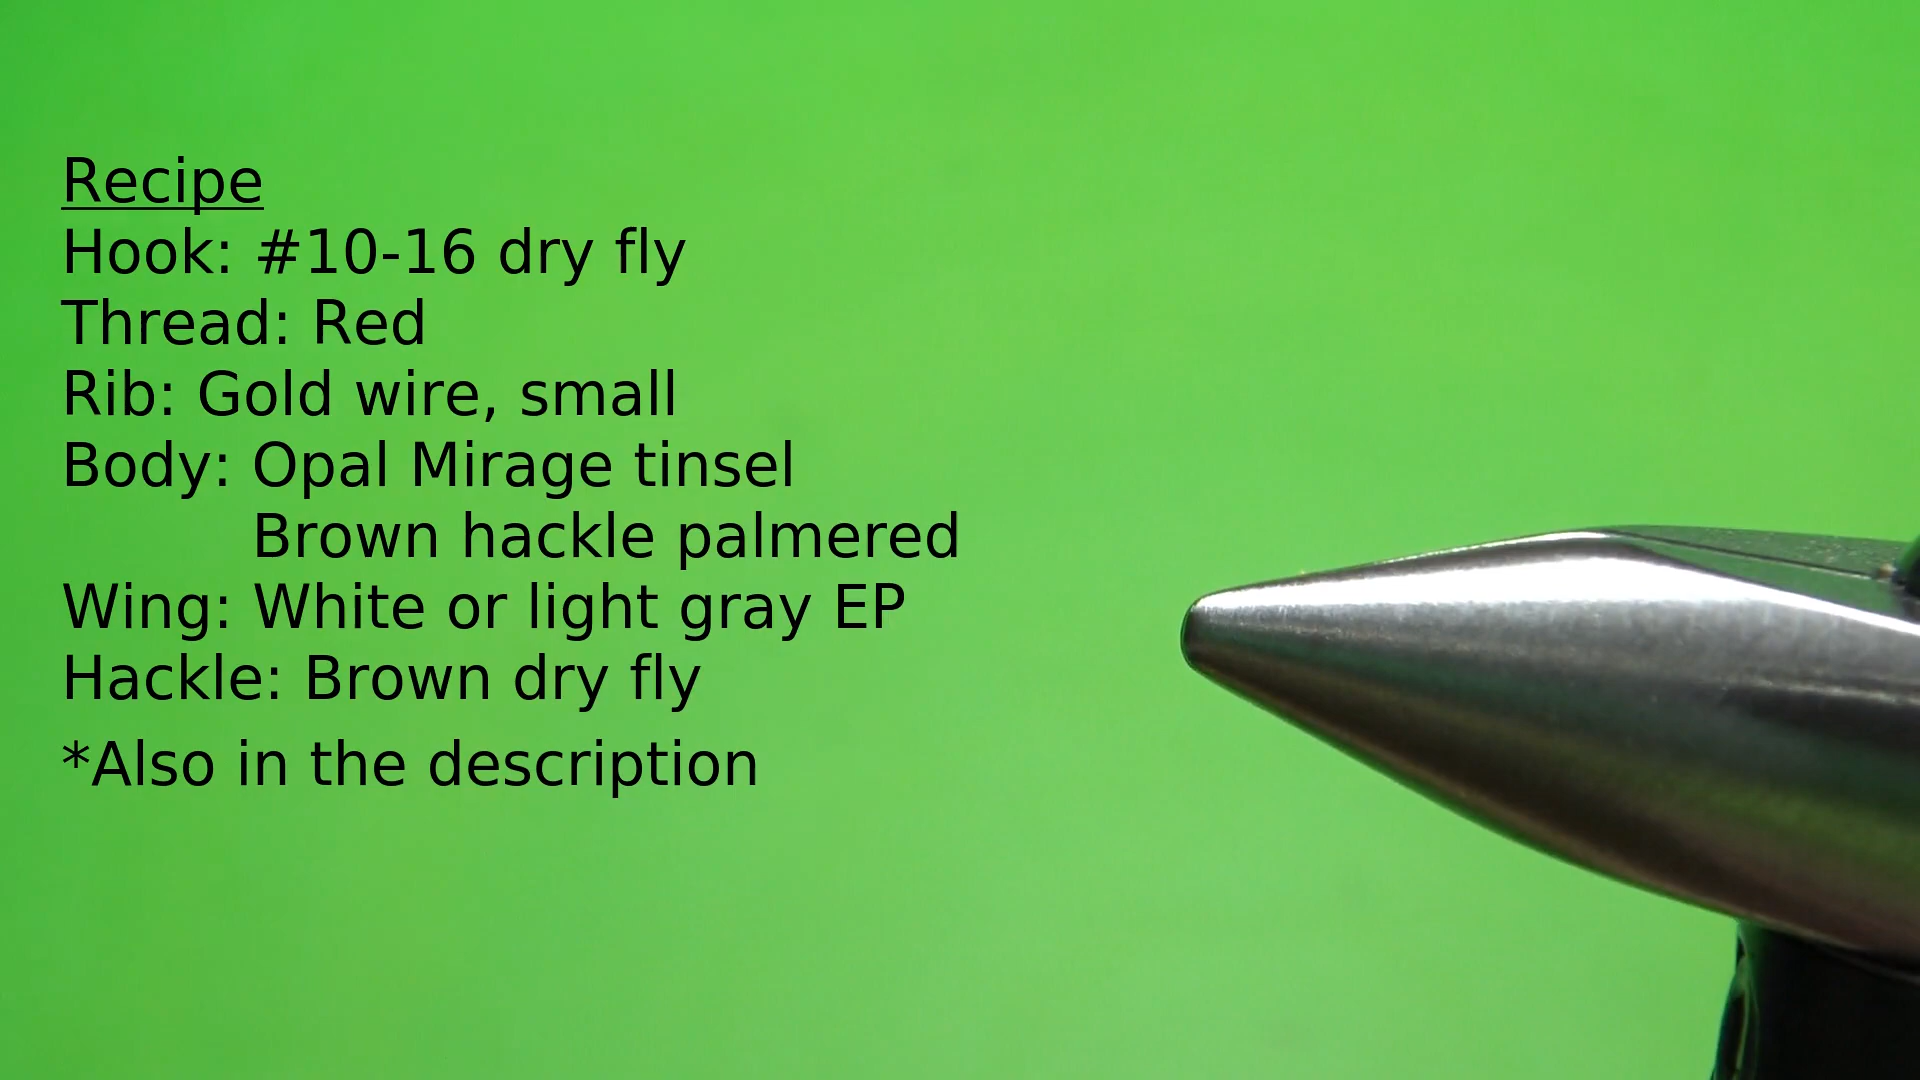 Recipe
Hook: #10-16 dry fly
Thread: Red
Rib: Gold wire, small
Body: Opal Mirage tinsel
Brown hackle palmered
Wing: White or light gray EP
Hackle: Brown dry fly
*Also in the description